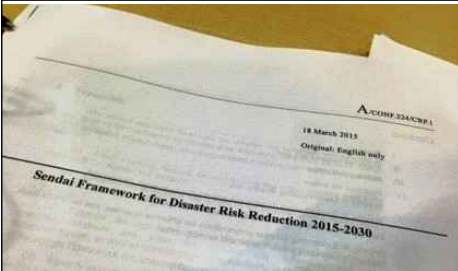 A/CONF.224/CRP.1
18 March 2015
Original: English only
Sendai Framework for Disaster Risk Reduction 2015-2030